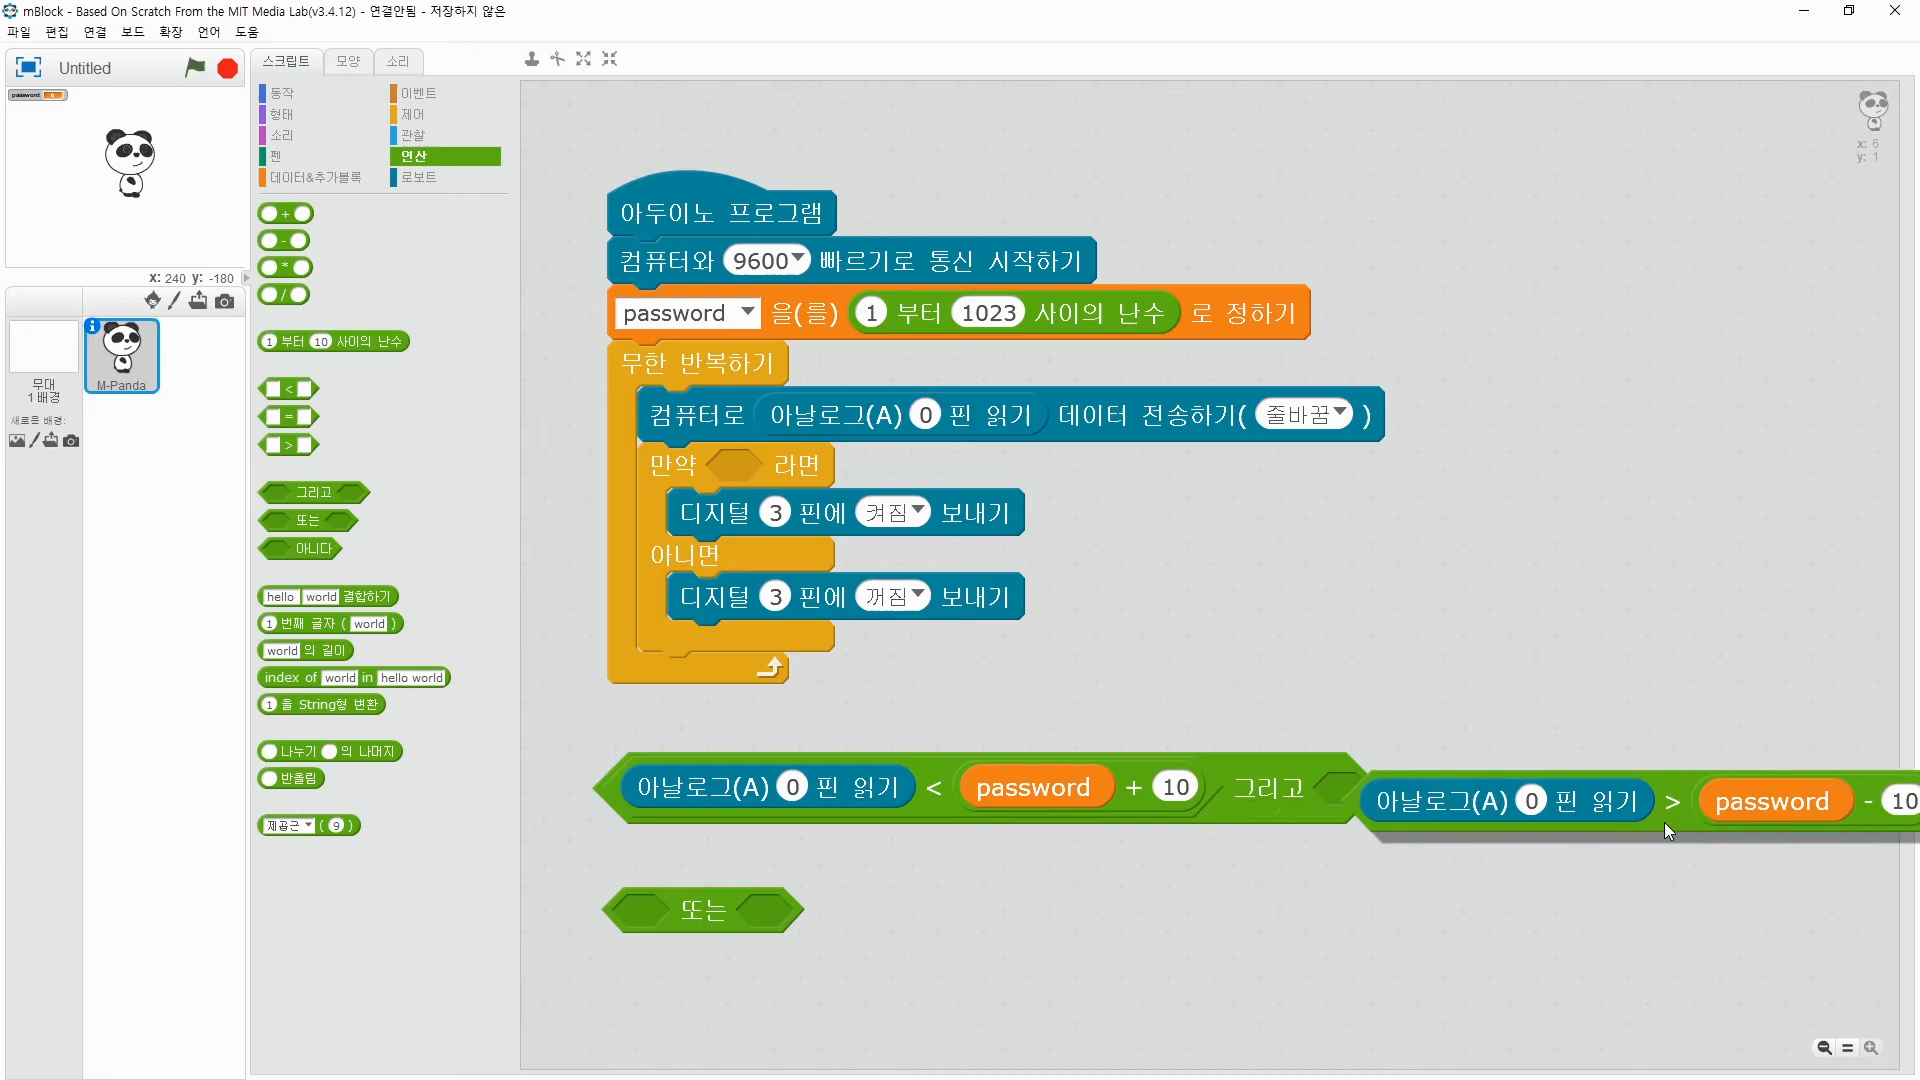 mBlock - Based On Scratch From the MIT Media Lab(v3.4.12) - 연결안됨 - 저장하지 않은
파일 편집 연결 보드 확장 언어 도움
Untitled
스크립트 모양 소리
password
동작 이벤트
형태 제어
소리 관찰
펜 연산
데이터&추가블록 로보트
+
-
*
/
1 부터 10 사이의 난수
<
=
>
그리고
또는
아니다
hello world 결합하기
1 번째 글자 ( world )
world 의 길이
index of world in hello world
1 을 String형 변환
나누기 의 나머지
반올림
제곱근 ( 9 )
x: 240 y: -180
무대
1 배경
새로운 배경:
M-Panda
x: 6
y: 1
아두이노 프로그램
컴퓨터와 9600 빠르기로 통신 시작하기
password 을(를) 1 부터 1023 사이의 난수 로 정하기
무한 반복하기
컴퓨터로 아날로그(A) 0 핀 읽기 데이터 전송하기( 줄바꿈 )
만약 라면
디지털 3 핀에 켜짐 보내기
아니면
디지털 3 핀에 꺼짐 보내기
아날로그(A) 0 핀 읽기 < password + 10 그리고
아날로그(A) 0 핀 읽기 > password - 10
또는